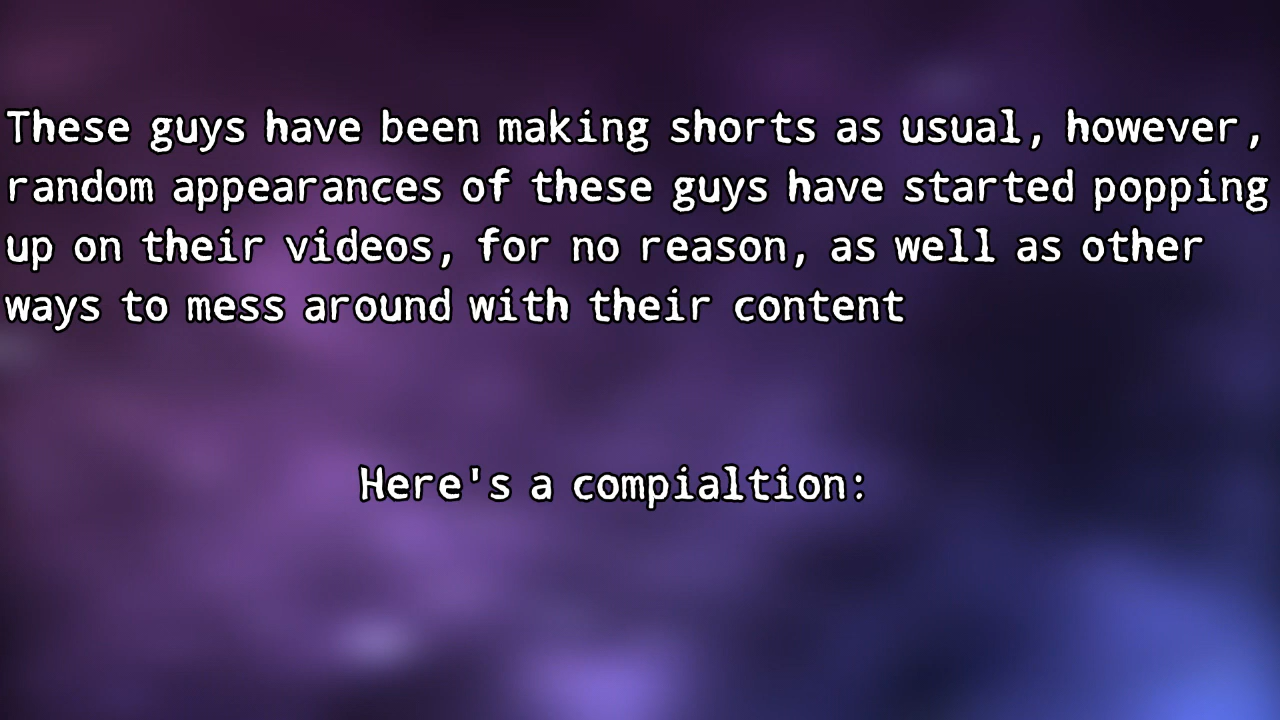 These guys have been making shorts as usual, however,
random appearances of these guys have started popping
up on their videos, for no reason, as well as other
ways to mess around with their content
Here's a compialtion: